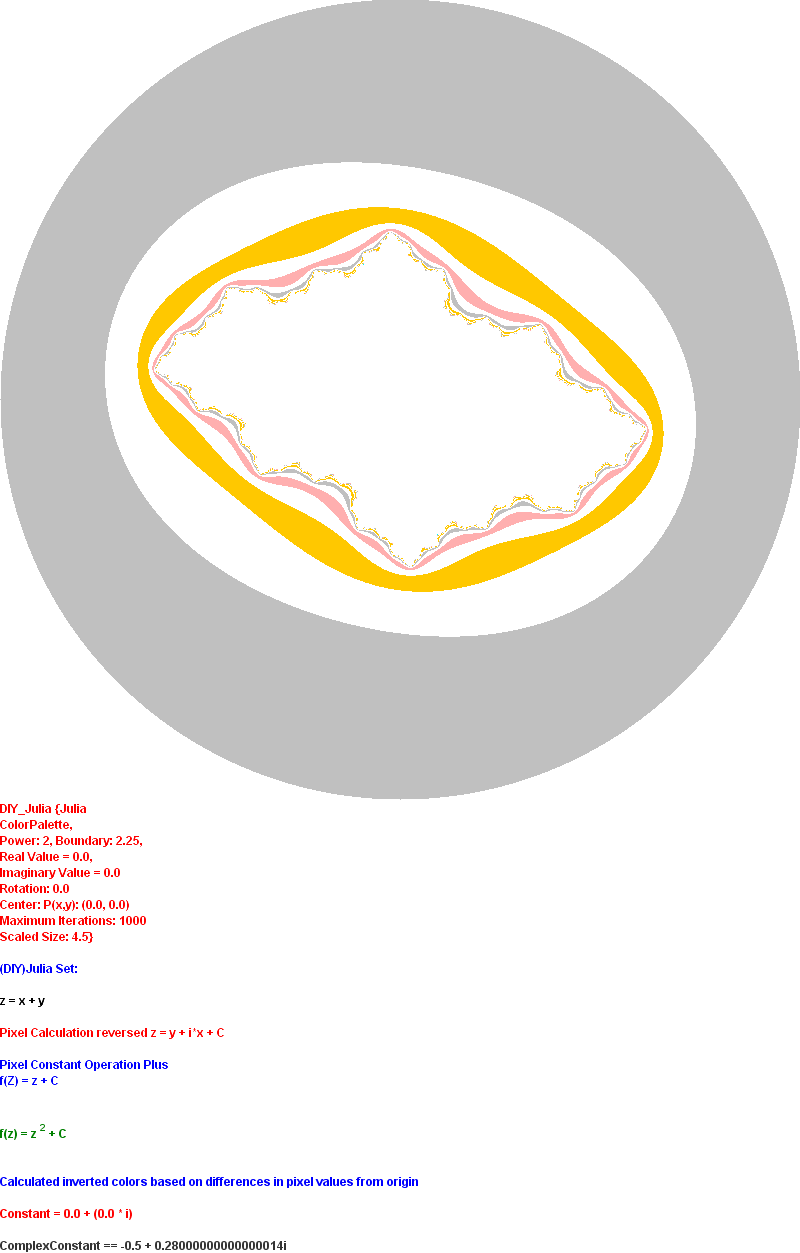 DIY_Julia {Julia
ColorPalette,
Power: 2, Boundary: 2.25,
Real Value = 0.0,
Imaginary Value = 0.0
Rotation: 0.0
Center: P(x,y): (0.0, 0.0)
Maximum Iterations: 1000
Scaled Size: 4.5}
(DIY)Julia Set:
z = x + y
Pixel Calculation reversed z = y + i*x + C
Pixel Constant Operation Plus
f(Z) = z + C
f(z) = z 2 + C
Calculated inverted colors based on differences in pixel values from origin
Constant = 0.0 + (0.0 * i)
ComplexConstant == -0.5 + 0.28000000000000014i